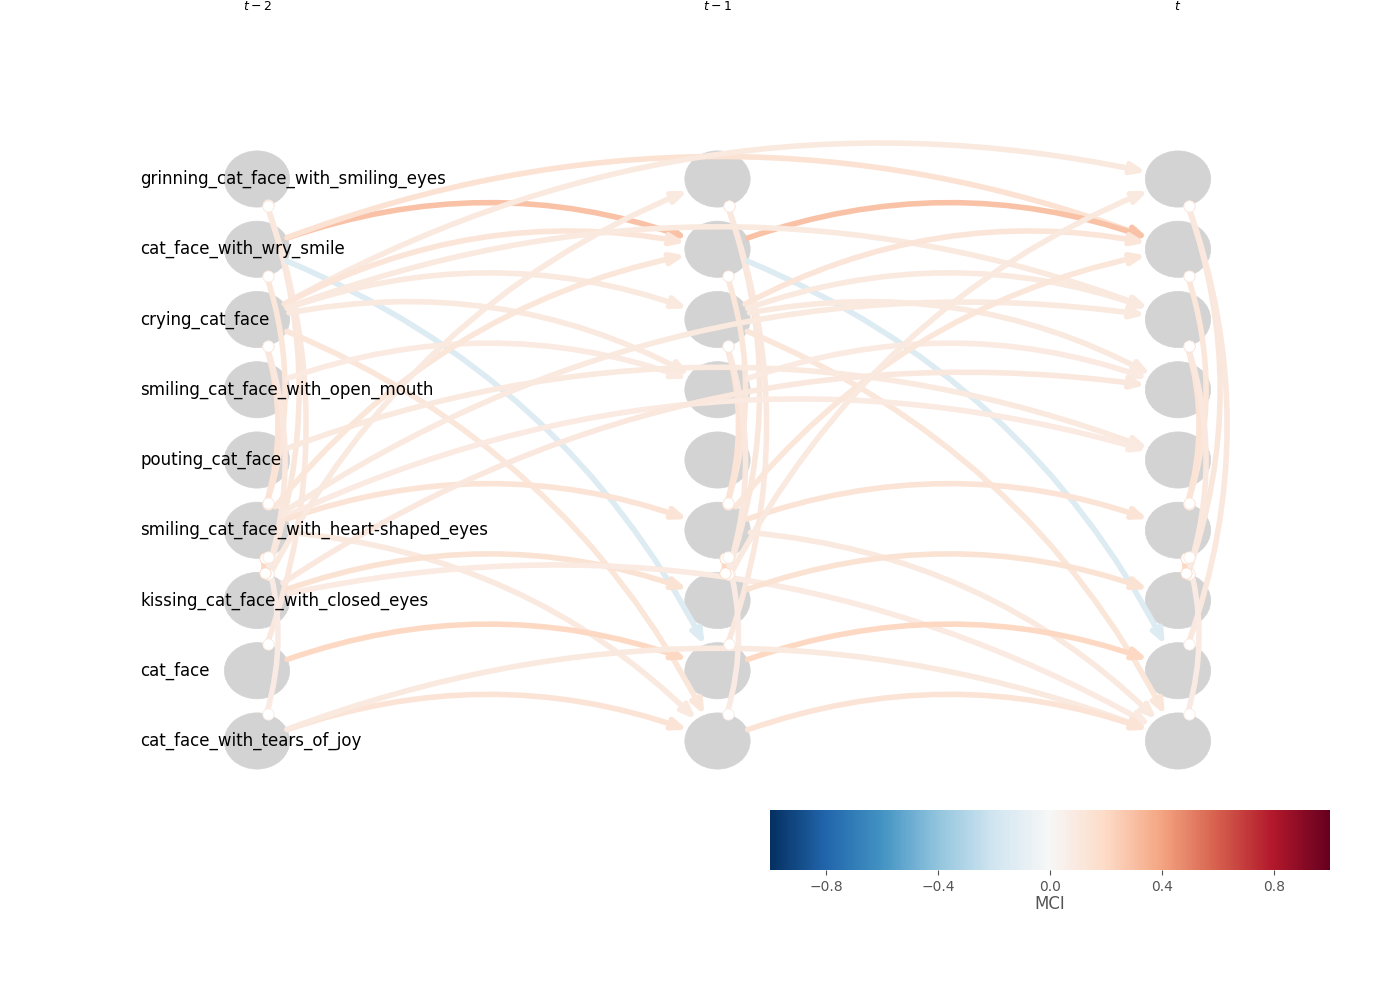 t − 2 t − 1 t
grinning_cat_face_with_smiling_eyes
cat_face_with_wry_smile
crying_cat_face
smiling_cat_face_with_open_mouth
pouting_cat_face
smiling_cat_face_with_heart-shaped_eyes
kissing_cat_face_with_closed_eyes
cat_face
cat_face_with_tears_of_joy
−0.8 −0.4 0.0 0.4 0.8
MCI